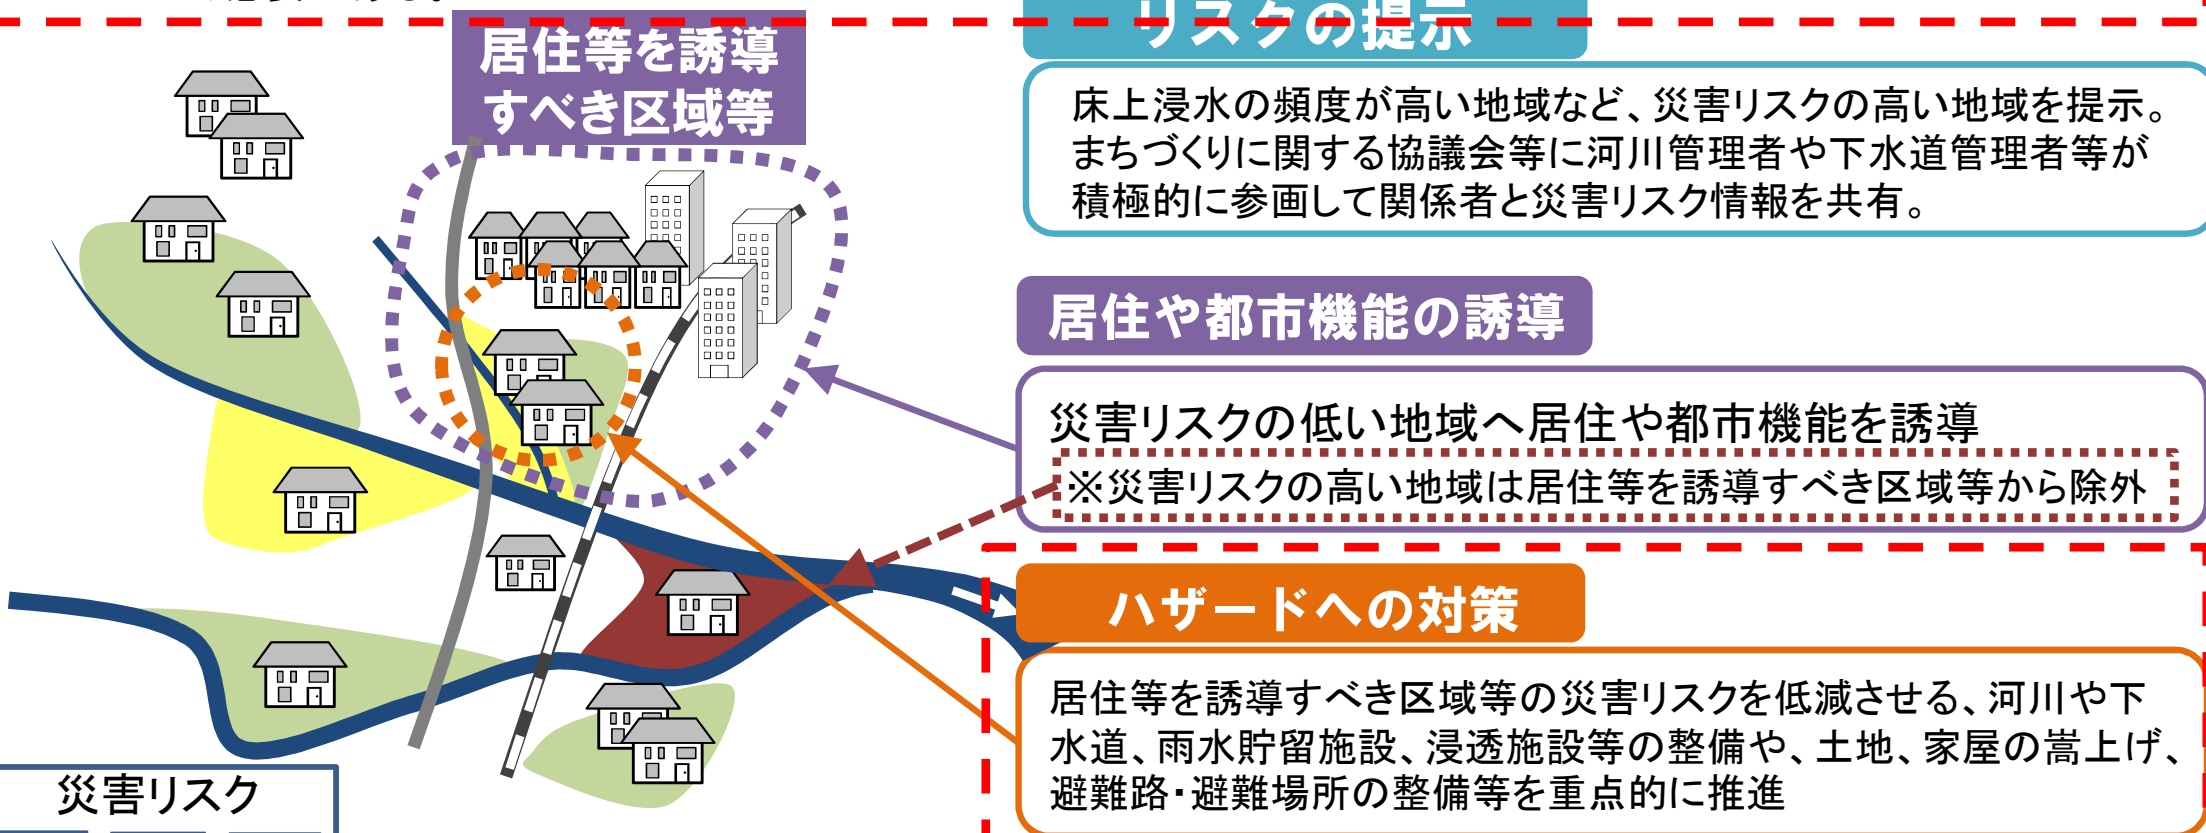 居住等を誘導
すべき区域等
リスクの提示
床上浸水の頻度が高い地域など、災害リスクの高い地域を提示。
まちづくりに関する協議会等に河川管理者や下水道管理者等が
積極的に参画して関係者と災害リスク情報を共有。
居住や都市機能の誘導
災害リスクの低い地域へ居住や都市機能を誘導
※災害リスクの高い地域は居住等を誘導すべき区域等から除外
ハザードへの対策
居住等を誘導すべき区域等の災害リスクを低減させる、河川や下
水道、雨水貯留施設、浸透施設等の整備や、土地、家屋の嵩上げ、
避難路・避難場所の整備等を重点的に推進
災害リスク